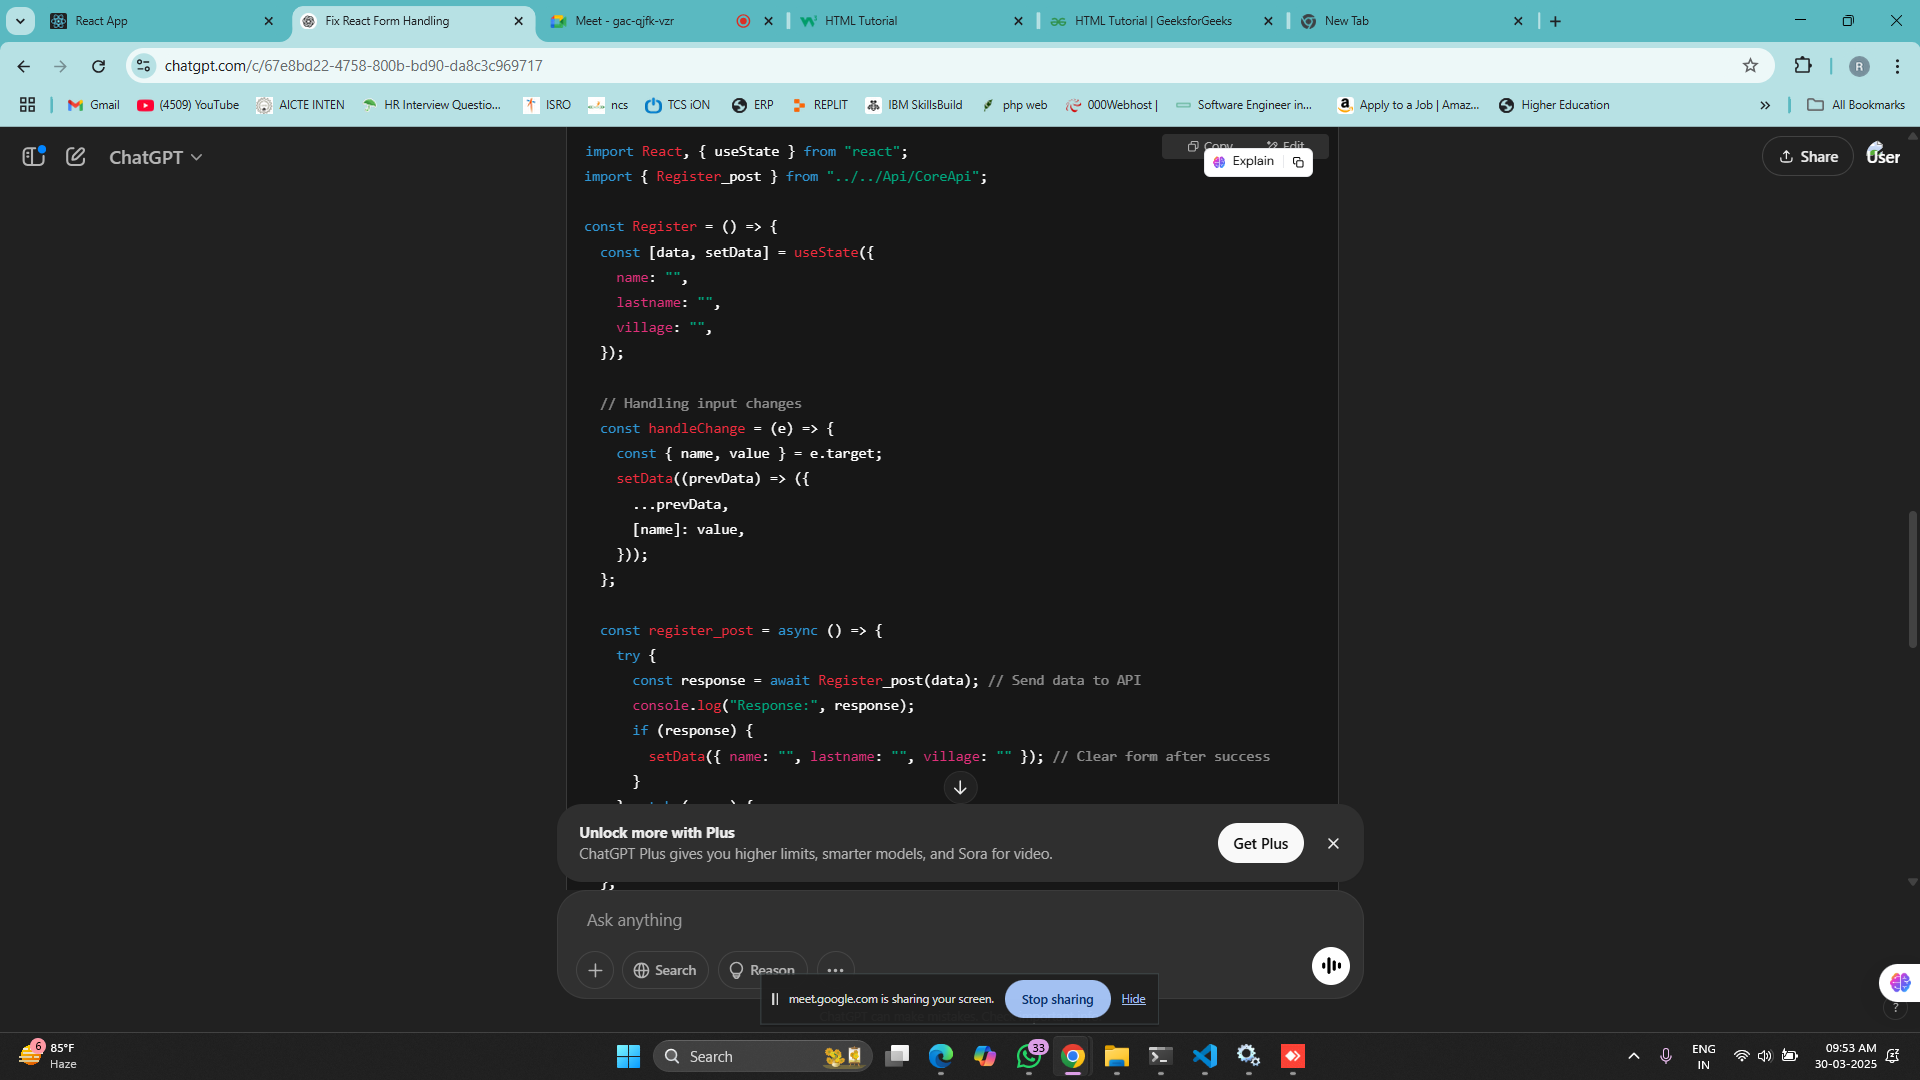 React App
Fix React Form Handling
Meet - gac-qjfk-vzr
HTML Tutorial
HTML Tutorial | GeeksforGeeks
New Tab
chatgpt.com/c/67e8bd22-4758-800b-bd90-da8c3c969717
R
Gmail
(4509) YouTube
AICTE INTEN
HR Interview Questio...
ISRO
ncs
TCS iON
ERP
REPLIT
IBM SkillsBuild
php web
000Webhost |
Software Engineer in...
Apply to a Job | Amaz...
Higher Education
»
All Bookmarks
ChatGPT
Copy
Edit
Explain
Share
User
import React, { useState } from "react";
import { Register_post } from "../../Api/CoreApi";
const Register = () => {
const [data, setData] = useState({
name: "",
lastname: "",
village: "",
});
// Handling input changes
const handleChange = (e) => {
const { name, value } = e.target;
setData((prevData) => ({
...prevData,
[name]: value,
}));
};
const register_post = async () => {
try {
const response = await Register_post(data); // Send data to API
console.log("Response:", response);
if (response) {
setData({ name: "", lastname: "", village: "" }); // Clear form after success
}
Unlock more with Plus
ChatGPT Plus gives you higher limits, smarter models, and Sora for video.
Get Plus
};
Ask anything
Search
Reason
meet.google.com is sharing your screen.
Stop sharing
Hide
?
6
85°F
Haze
Search
33
ENG
IN
09:53 AM
30-03-2025